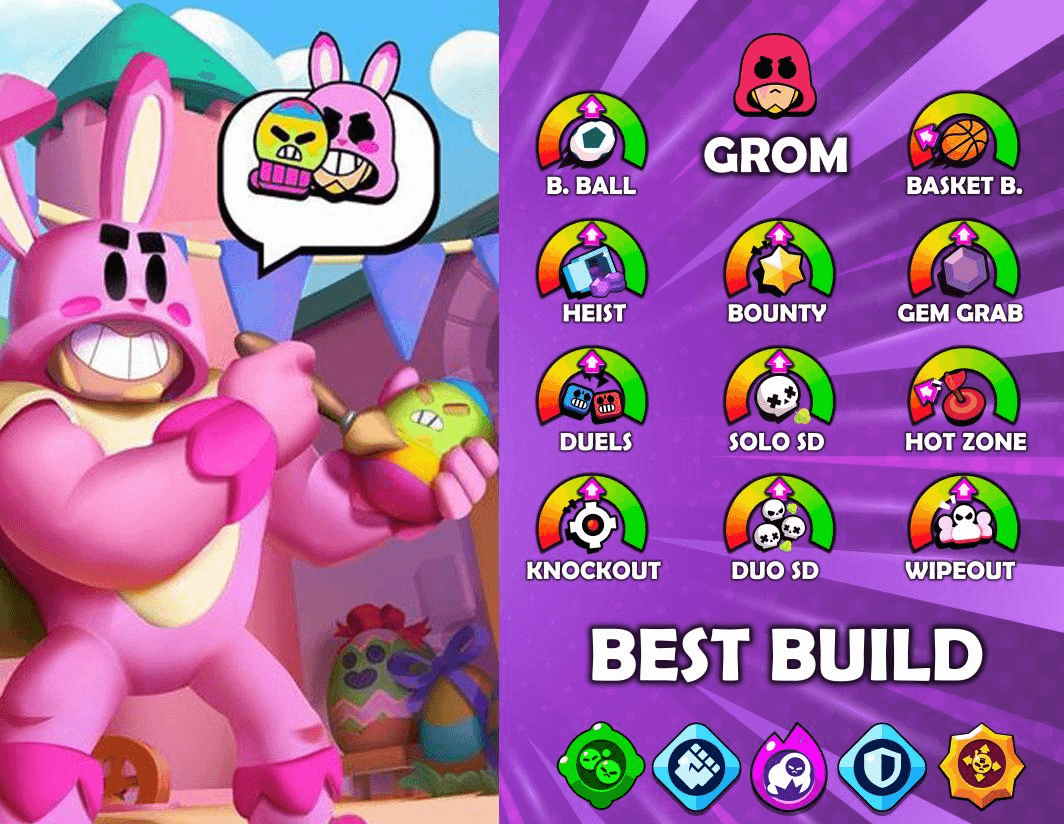 GROM
B. BALL
BASKET B.
HEIST
BOUNTY
GEM GRAB
DUELS
SOLO SD
HOT ZONE
KNOCKOUT
DUO SD
WIPEOUT
BEST BUILD